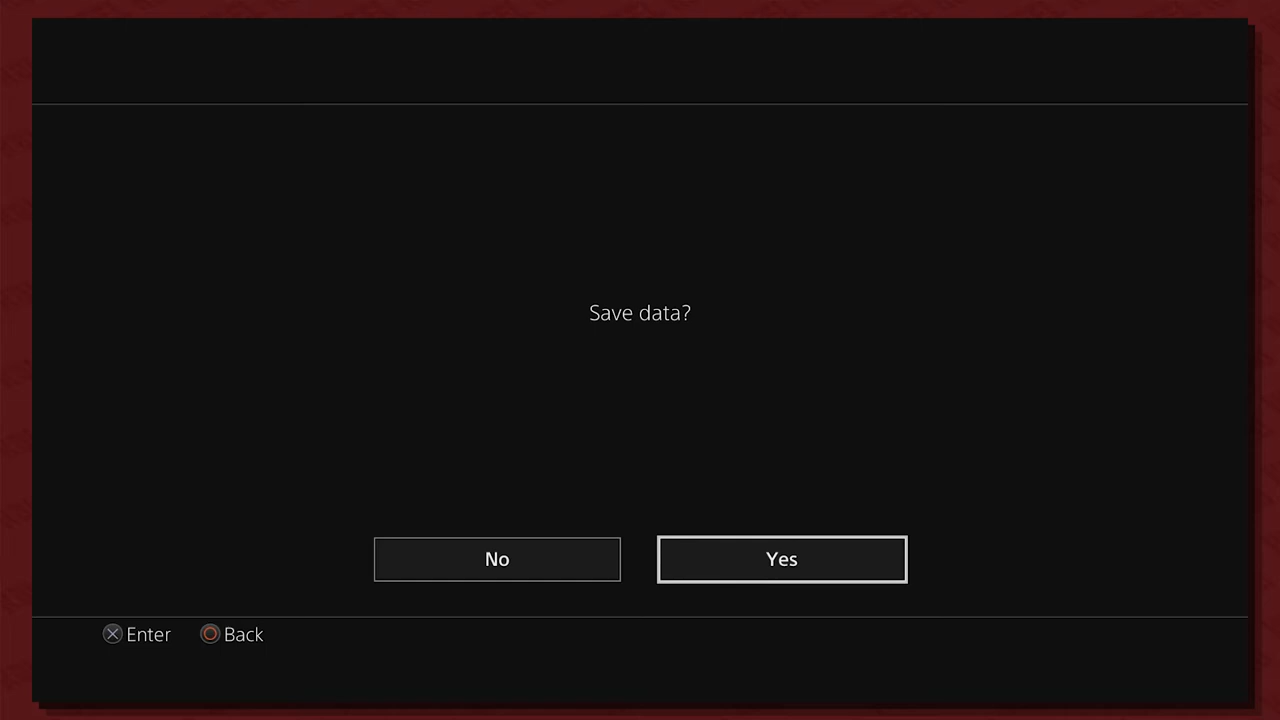 Save data?
No
Yes
Enter
Back